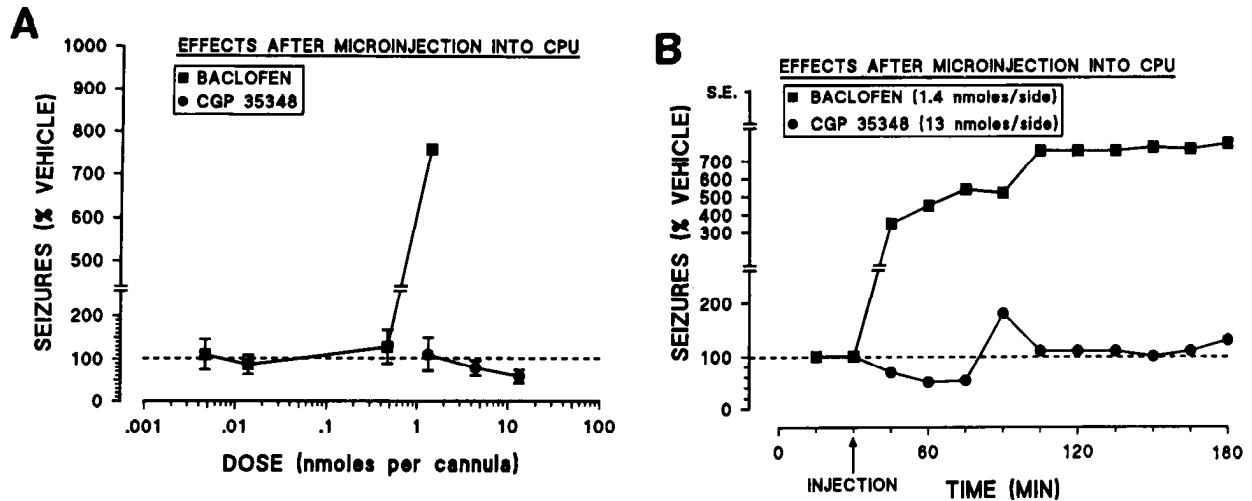 A
EFFECTS AFTER MICROINJECTION INTO CPU
BACLOFEN
CGP 35348
SEIZURES (% VEHICLE)
1000
900
800
700
600
500
200
100
0
.001
.01
.1
1
10
100
DOSE (nmoles per cannula)
B
EFFECTS AFTER MICROINJECTION INTO CPU
BACLOFEN (1.4 nmoles/side)
CGP 35348 (13 nmoles/side)
SEIZURES (% VEHICLE)
S.E.
700
600
500
400
300
200
100
0
0
60
120
180
INJECTION
TIME (MIN)